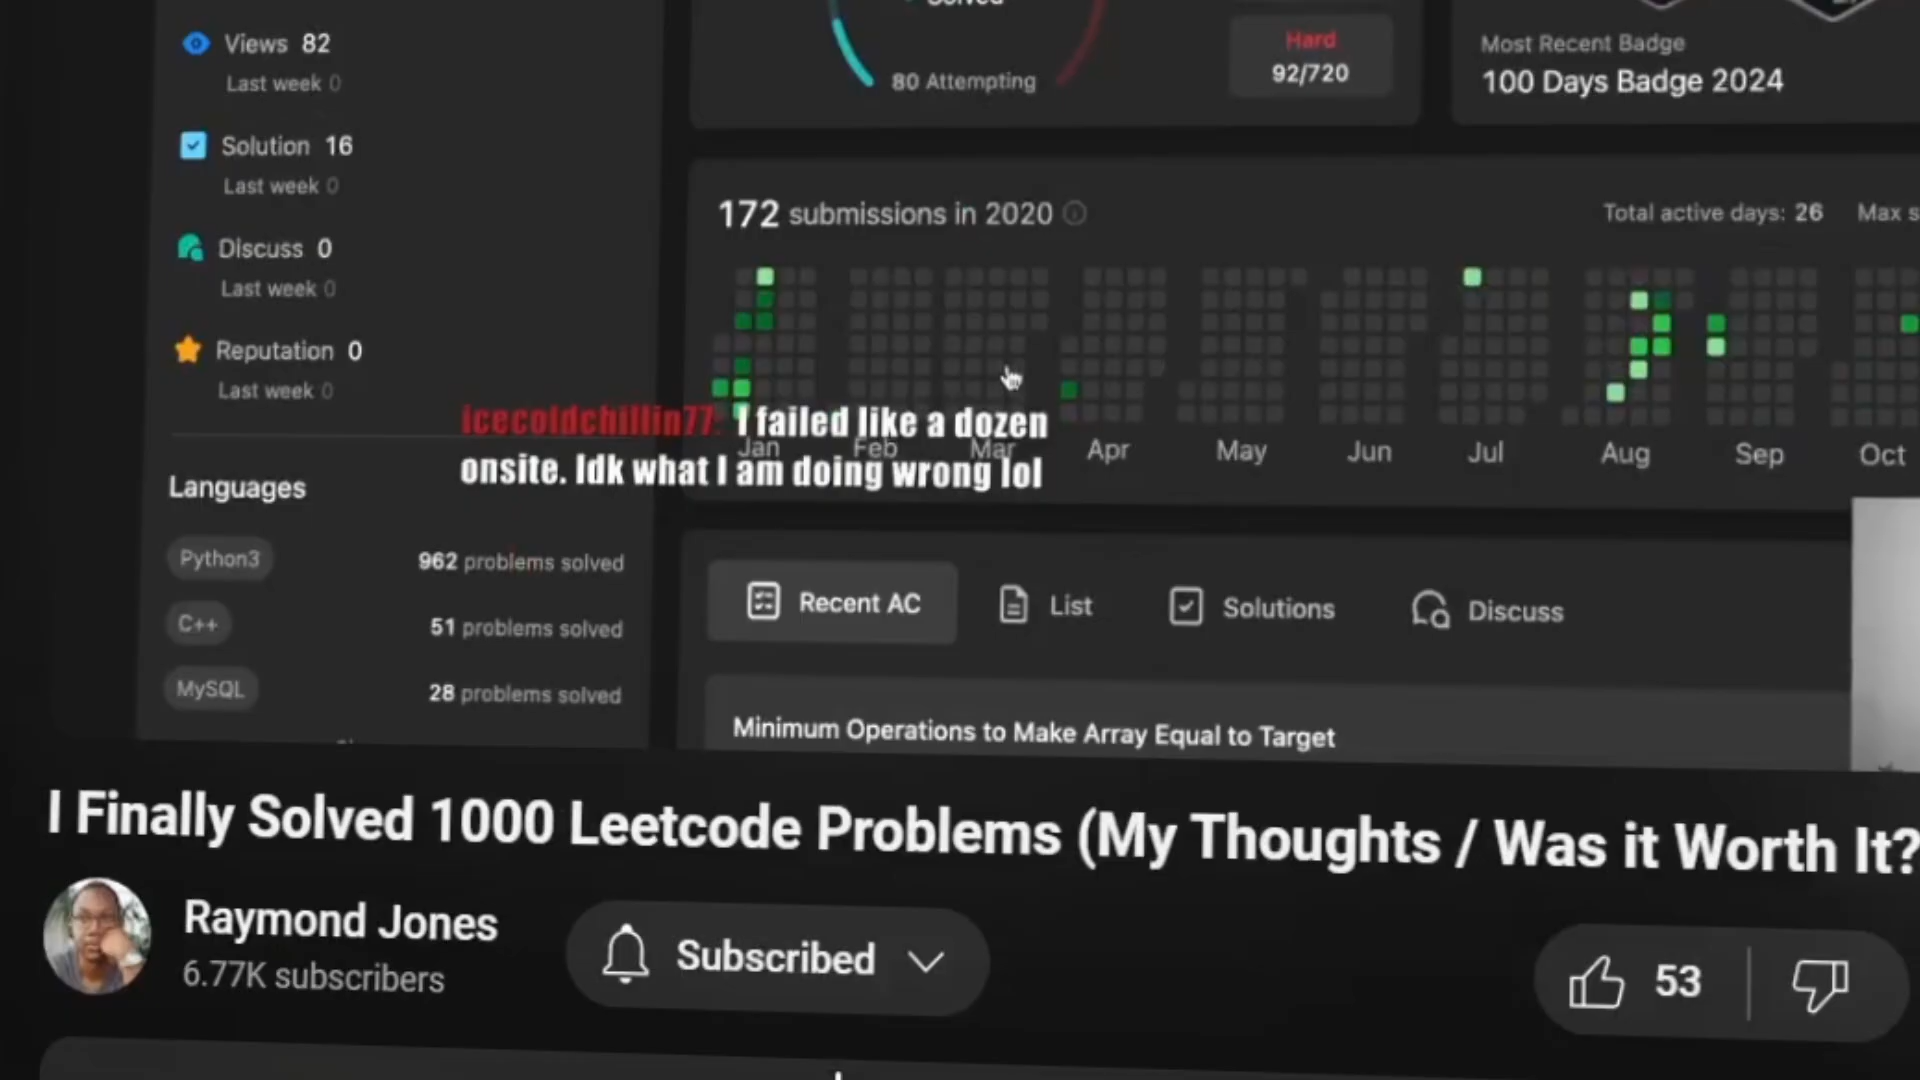 Views 82
Last week 0
Solution 16
Last week 0
Discuss 0
Last week 0
Reputation 0
Last week 0
Languages
Python3 962 problems solved
C++ 51 problems solved
MySQL 28 problems solved
Solved
80 Attempting
Hard
92/720
Most Recent Badge
100 Days Badge 2024
172 submissions in 2020
Total active days: 26 Max
Jan Feb Mar Apr May Jun Jul Aug Sep Oct
icecoldchillin77: I failed like a dozen
onsite. Idk what I am doing wrong lol
Recent AC List Solutions Discuss
Minimum Operations to Make Array Equal to Target
I Finally Solved 1000 Leetcode Problems (My Thoughts / Was it Worth It?
Raymond Jones
6.77K subscribers
Subscribed
53